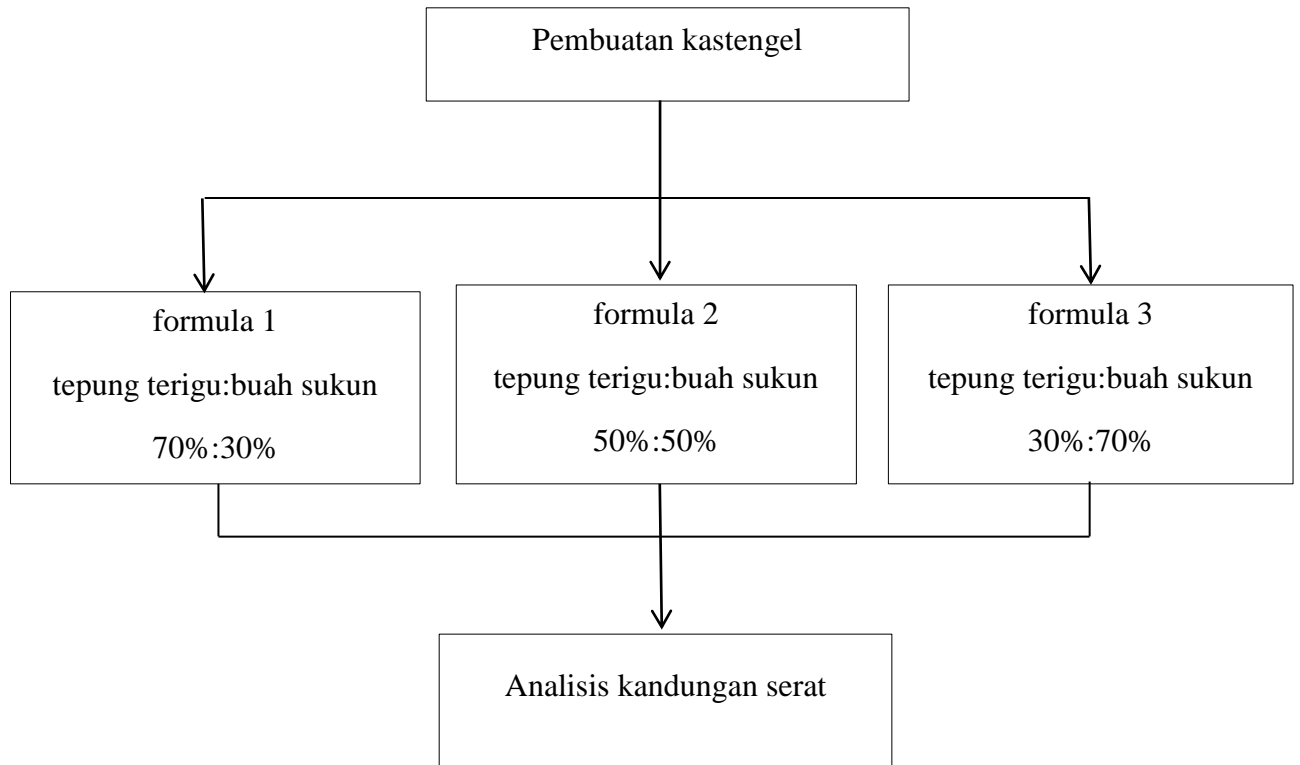 Pembuatan kastengel
formula 1
tepung terigu:buah sukun
70%:30%
formula 2
tepung terigu:buah sukun
50%:50%
formula 3
tepung terigu:buah sukun
30%:70%
Analisis kandungan serat